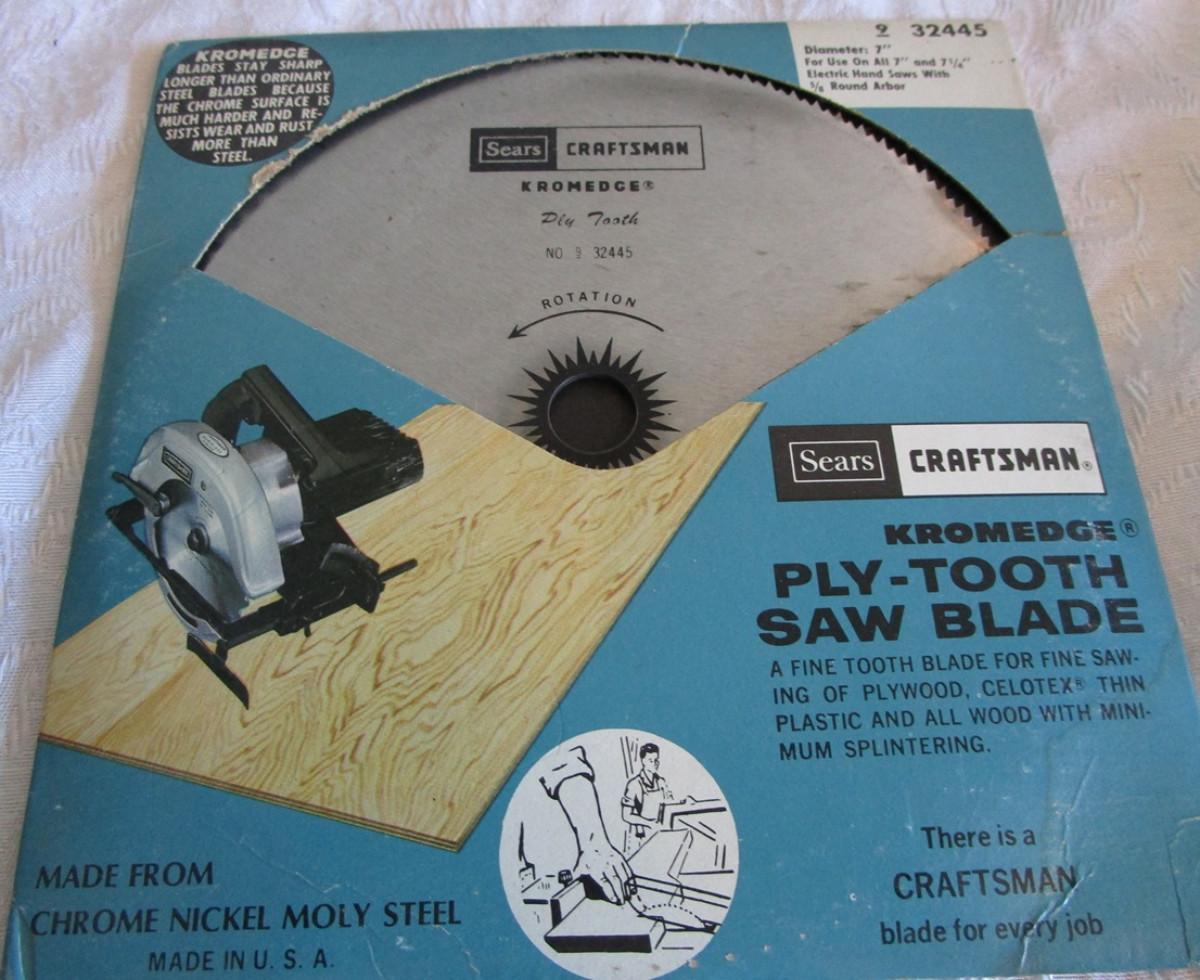 KROMEDGE
BLADES STAY SHARP
LONGER THAN ORDINARY
STEEL BLADES BECAUSE
THE CHROME SURFACE IS
MUCH HARDER AND RE-
SISTS WEAR AND RUST
MORE THAN
STEEL.
9 32445
Diameter: 7"
For Use On All 7" and 7 1/4"
Electric Hand Saws With
5/8 Round Arbor
Sears CRAFTSMAN
KROMEDGE®
Ply Tooth
NO 9 32445
ROTATION
Sears CRAFTSMAN®
KROMEDGE®
PLY-TOOTH
SAW BLADE
A FINE TOOTH BLADE FOR FINE SAW-
ING OF PLYWOOD, CELOTEX® THIN
PLASTIC AND ALL WOOD WITH MINI-
MUM SPLINTERING.
There is a
CRAFTSMAN
blade for every job
MADE FROM
CHROME NICKEL MOLY STEEL
MADE IN U. S. A.